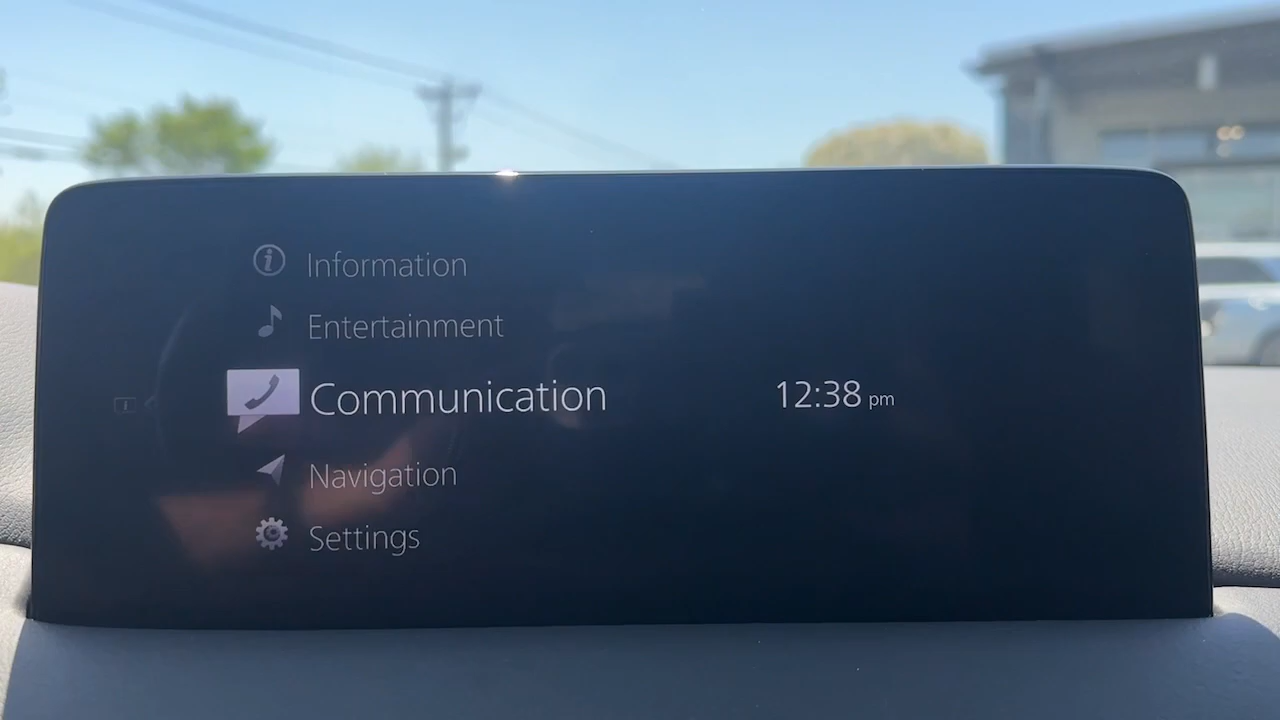 Information
Entertainment
Communication
12:38 pm
Navigation
Settings